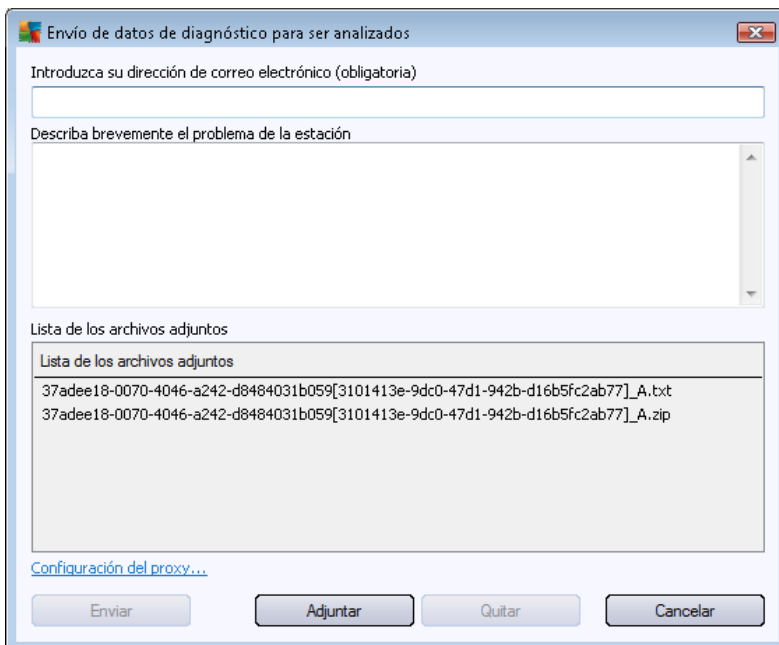 Envío de datos de diagnóstico para ser analizados
Introduzca su dirección de correo electrónico (obligatoria)
Describa brevemente el problema de la estación
Lista de los archivos adjuntos
Lista de los archivos adjuntos
37adee18-0070-4046-a242-d8484031b059[3101413e-9dc0-47d1-942b-d16b5fc2ab77]_A.txt
37adee18-0070-4046-a242-d8484031b059[3101413e-9dc0-47d1-942b-d16b5fc2ab77]_A.zip
Configuración del proxy...
Enviar Adjuntar Quitar Cancelar